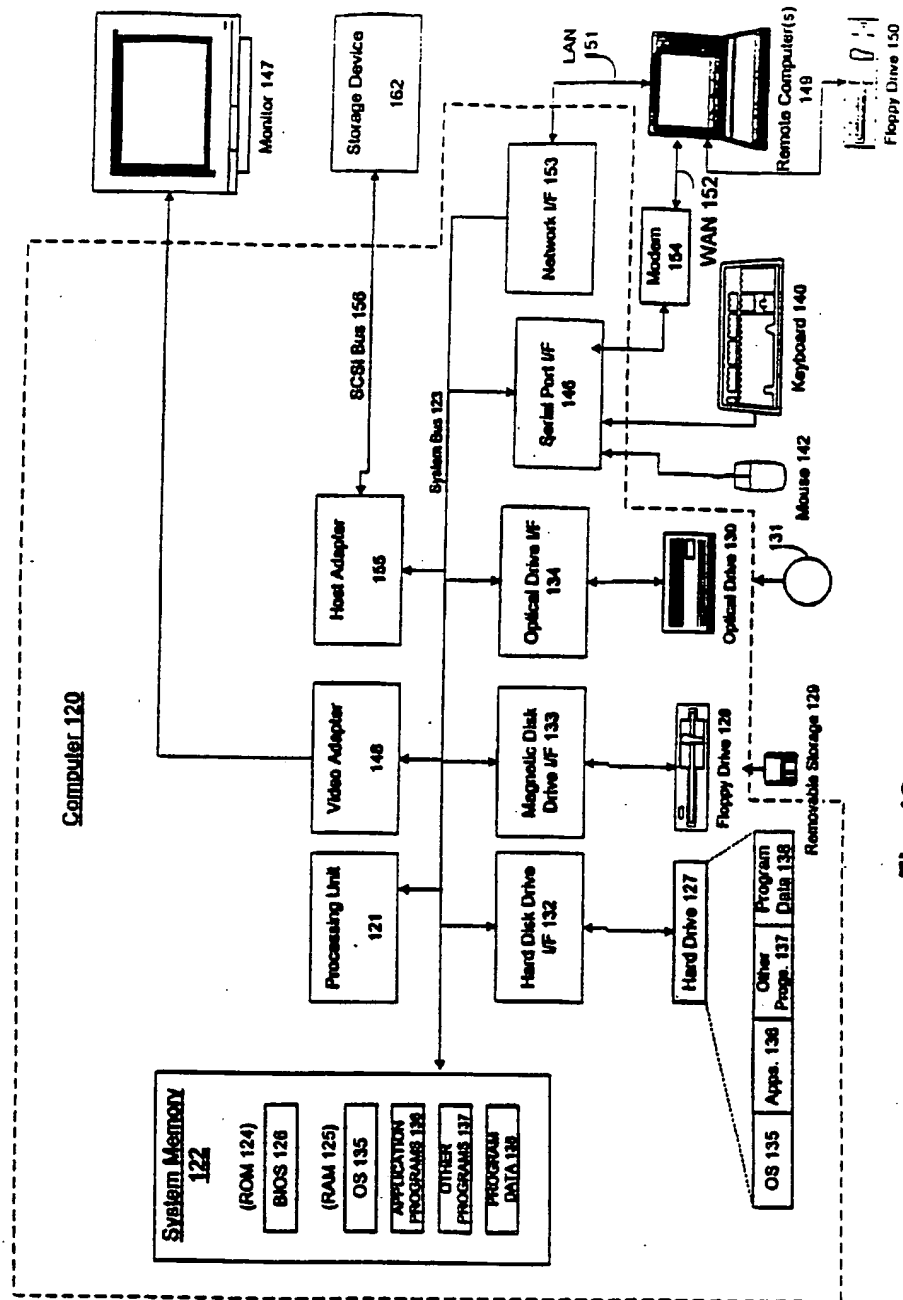 Computer 120
System Memory
122
(ROM 124)
BIOS 126
(RAM 125)
OS 135
APPLICATION
PROGRAMS 136
OTHER
PROGRAMS 137
PROGRAM
DATA 138
Processing Unit
121
Video Adapter
148
Host Adapter
155
SCSI Bus 156
Monitor 147
Storage Device
162
System Bus 123
Hard Disk Drive
I/F 132
Magnetic Disk
Drive I/F 133
Optical Drive I/F
134
Serial Port I/F
146
Network I/F 153
LAN
151
Hard Drive 127
Floppy Drive 128
Optical Drive 130
Modem
154
WAN 152
Remote Computer(s)
149
Floppy Drive 150
OS 135
Apps. 136
Other
Progs. 137
Program
Data 138
Removable Storage 129
131
Mouse 142
Keyboard 140